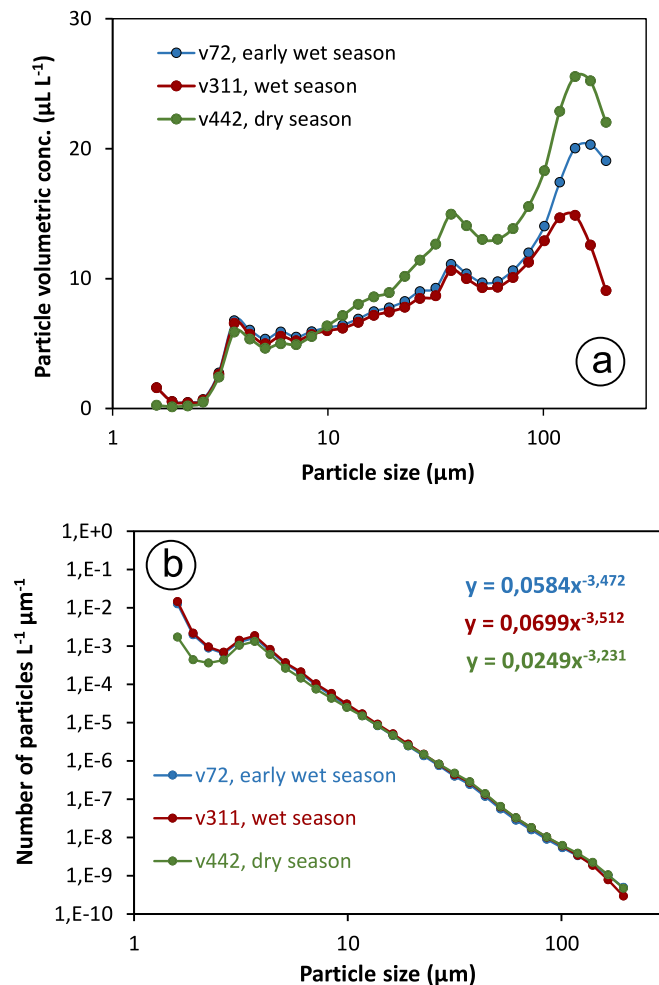 30
20
10
0
Particle volumetric conc. (µL L-1)
v72, early wet season
v311, wet season
v442, dry season
a
1
10
100
Particle size (µm)
1,E+0
1,E-1
1,E-2
1,E-3
1,E-4
1,E-5
1,E-6
1,E-7
1,E-8
1,E-9
1,E-10
Number of particles L-1 µm-1
b
y = 0,0584x-3,472
y = 0,0699x-3,512
y = 0,0249x-3,231
v72, early wet season
v311, wet season
v442, dry season
1
10
100
Particle size (µm)